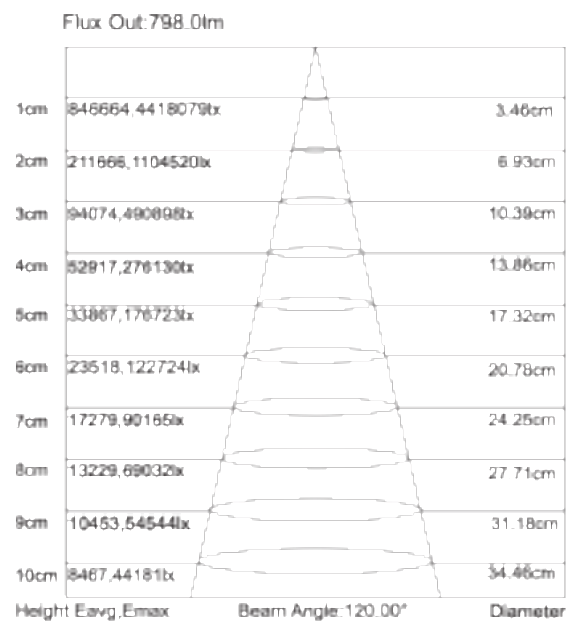 Flux Out:798.0lm
1cm 846664,4418079lx 3.46cm
2cm 211666,1104520lx 6.93cm
3cm 94074,490898lx 10.39cm
4cm 52917,276130lx 13.86cm
5cm 33867,176723lx 17.32cm
6cm 23518,122724lx 20.78cm
7cm 17279,90165lx 24.25cm
8cm 13229,69032lx 27.71cm
9cm 10453,54544lx 31.18cm
10cm 8467,44181lx 34.46cm
Height Eavg,Emax Beam Angle:120.00° Diameter